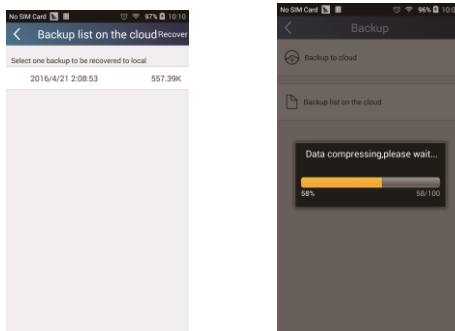 No SIM Card 97% 10:10
Backup list on the cloud Recover
Select one backup to be recovered to local
2016/4/21 2:08:53 557.39K
No SIM Card 96% 10:0
Backup
Backup to cloud
Backup list on the cloud
Data compressing,please wait...
58% 58/100